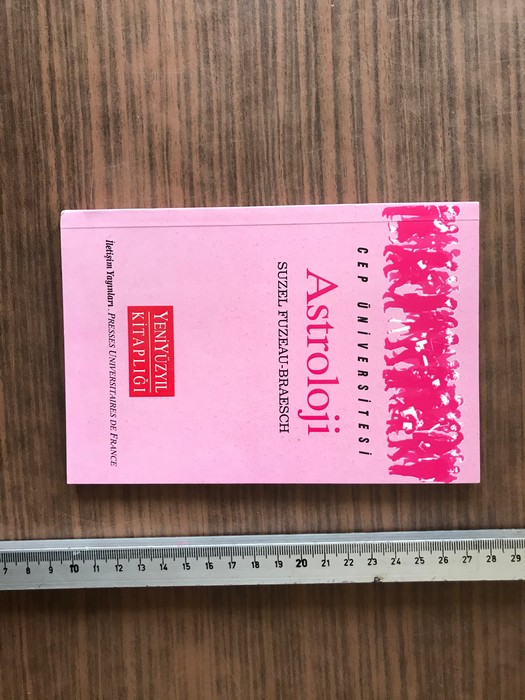 CEP ÜNİVERSİTESİ
Astroloji
SUZEL FUZEAU-BRAESCH
YENİYÜZYIL
KİTAPLIĞI
İletişim Yayınları . PRESSES UNIVERSITAIRES DE FRANCE
7 8 9 10 11 12 13 14 15 16 17 18 19 20 21 22 23 24 25 26 27 28 29